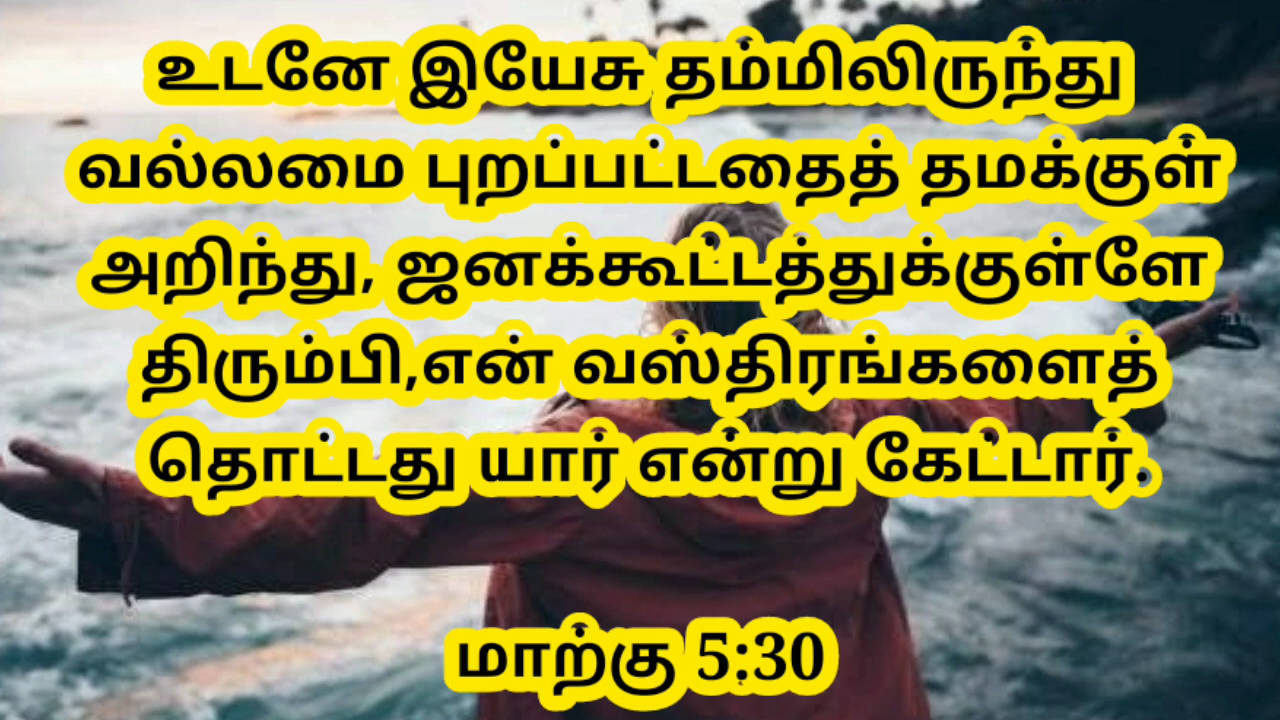 உடனே இயேசு தம்மிலிருந்து
வல்லமை புறப்பட்டதைத் தமக்குள்
அறிந்து, ஜனக்கூட்டத்துக்குள்ளே
திரும்பி,என் வஸ்திரங்களைத்
தொட்டது யார் என்று கேட்டார்.
மாற்கு 5:30